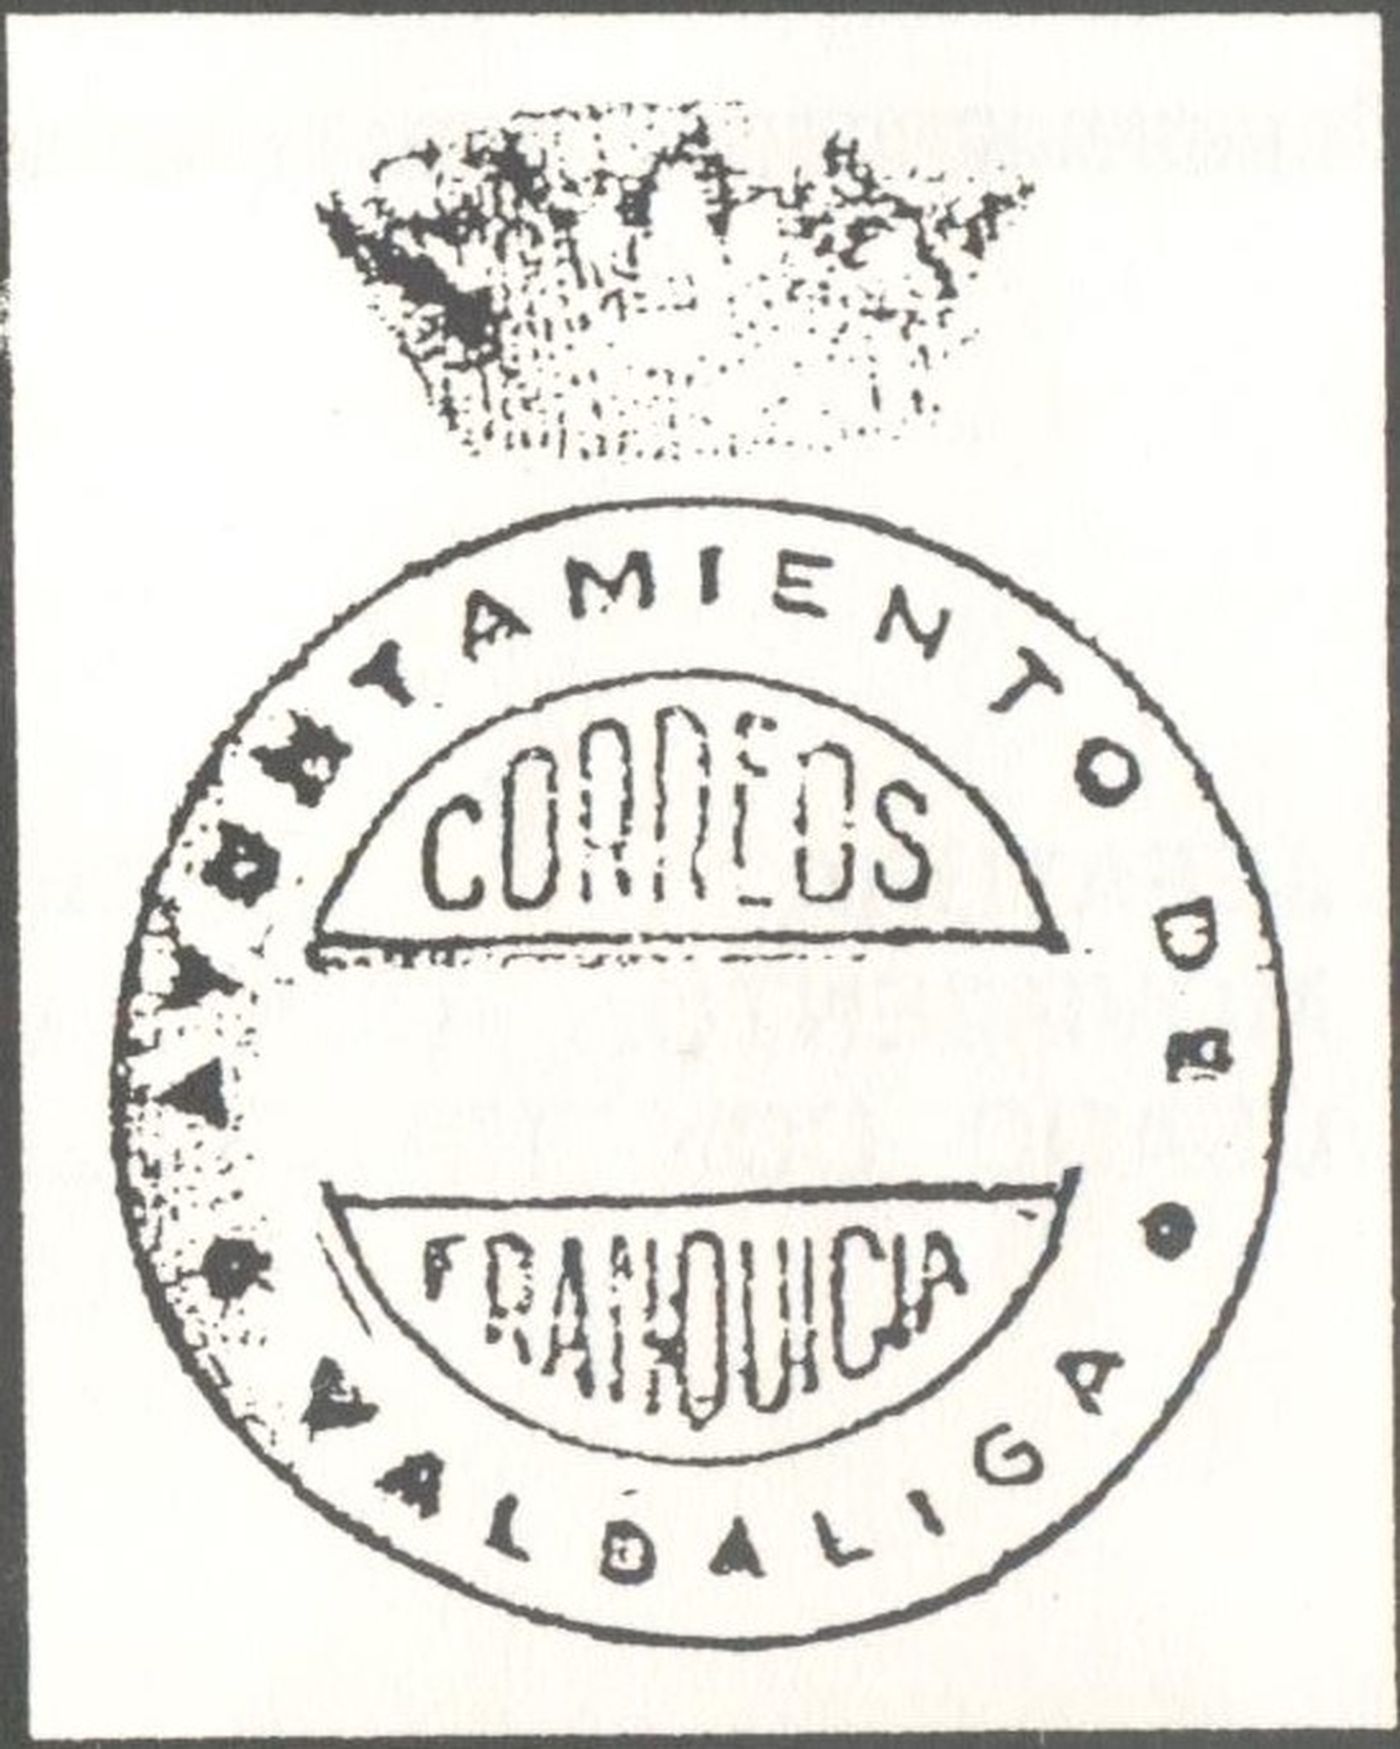 AYUNTAMIENTO DE
CORREOS
FRANQUICIA
VALDALIGA